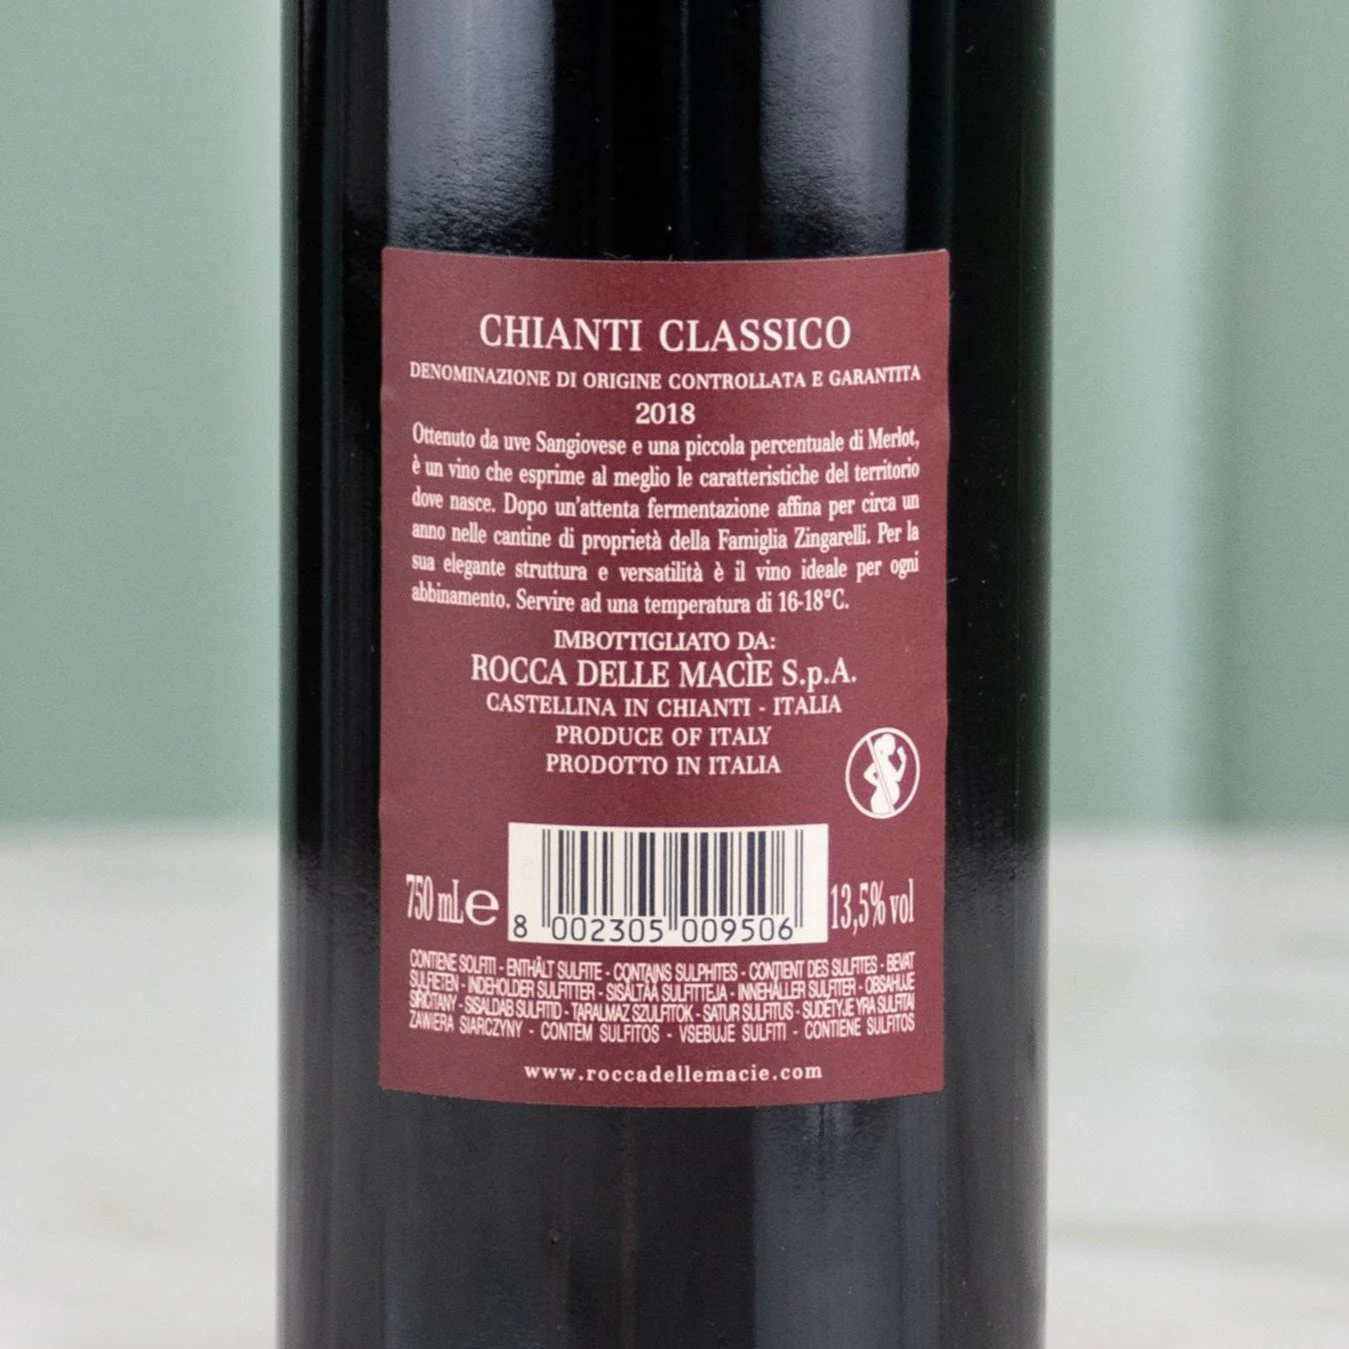 CHIANTI CLASSICO
DENOMINAZIONE DI ORIGINE CONTROLLATA E GARANTITA
2018
Ottenuto da uve Sangiovese e una piccola percentuale di Merlot,
è un vino che esprime al meglio le caratteristiche del territorio
dove nasce. Dopo un'attenta fermentazione affina per circa un
anno nelle cantine di proprietà della Famiglia Zingarelli. Per la
sua elegante struttura e versatilità è il vino ideale per ogni
abbinamento. Servire ad una temperatura di 16-18°C.
IMBOTTIGLIATO DA:
ROCCA DELLE MACÌE S.p.A.
CASTELLINA IN CHIANTI - ITALIA
PRODUCE OF ITALY
PRODOTTO IN ITALIA
750 mL e
8 002305 009506
13,5% vol
CONTIENE SOLFITI - ENTHÄLT SULFITE - CONTAINS SULPHITES - CONTIENT DES SULFITES - BEVAT
SULFIETEN - INDEHOLDER SULFITTER - SISÄLTÄÄ SULFIITTEJA - INNEHÅLLER SULFITER - OBSAHUJE
SIŘIČITANY - SISALDAB SULFITID - TARALMAZ SZULFITOK - SATUR SULFITUS - SUDETYJE YRA SULFITAI
ZAWIERA SIARCZYNY - CONTÉM SULFITOS - VSEBUJE SULFITI - CONTIENE SULFITOS
www.roccadellemacie.com